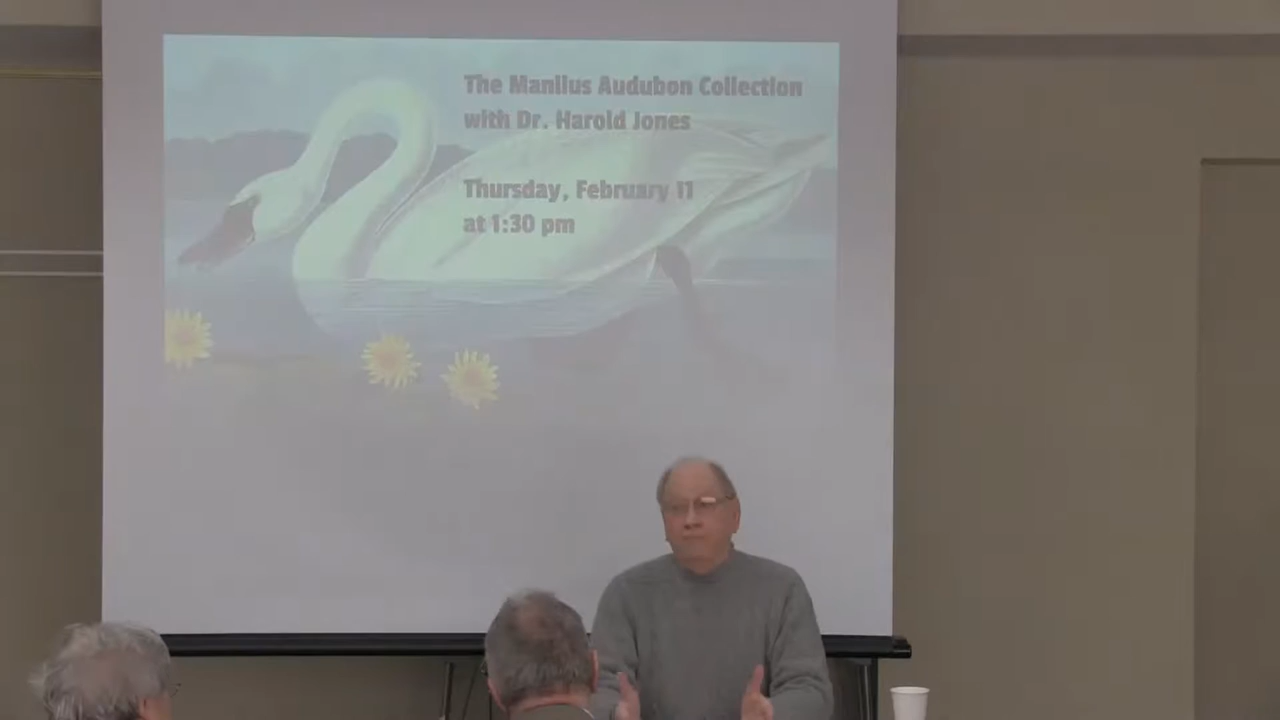 The Manlius Audubon Collection
with Dr. Harold Jones
Thursday, February 11
at 1:30 pm